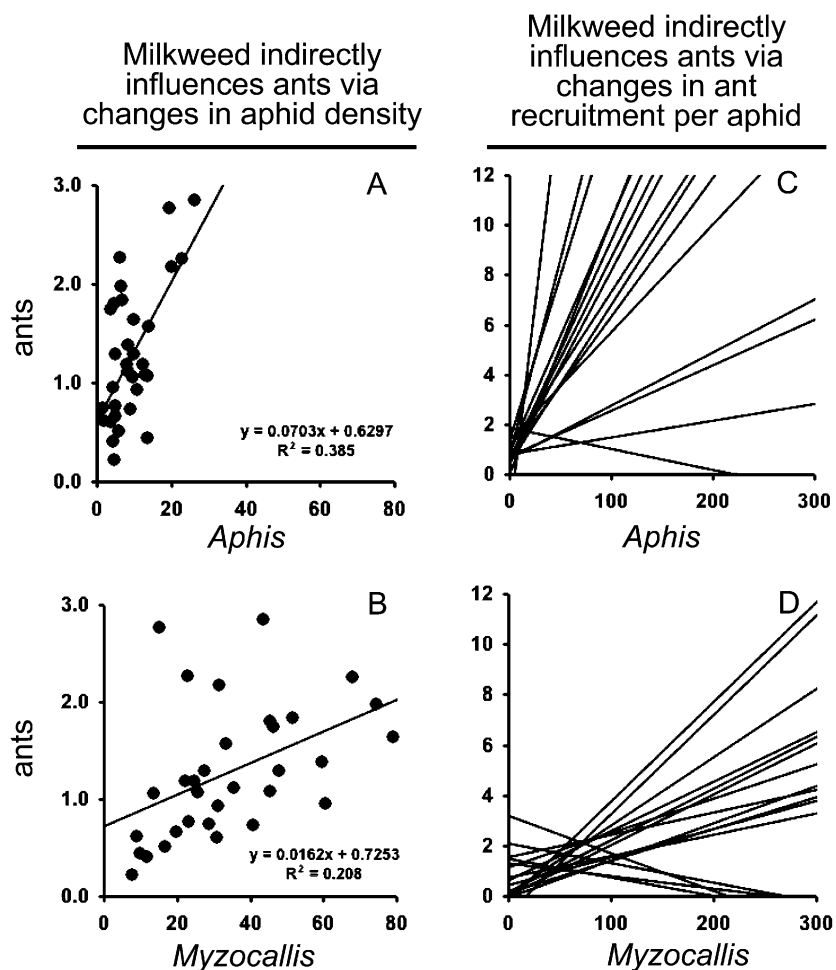 Milkweed indirectly
influences ants via
changes in aphid density
Milkweed indirectly
influences ants via
changes in ant
recruitment per aphid
A
3.0
2.0
1.0
0.0
ants
0 20 40 60 80
Aphis
y = 0.0703x + 0.6297
R² = 0.385
C
12
10
8
6
4
2
0
0 100 200 300
Aphis
B
3.0
2.0
1.0
0.0
ants
0 20 40 60 80
Myzocallis
y = 0.0162x + 0.7253
R² = 0.208
D
12
10
8
6
4
2
0
0 100 200 300
Myzocallis